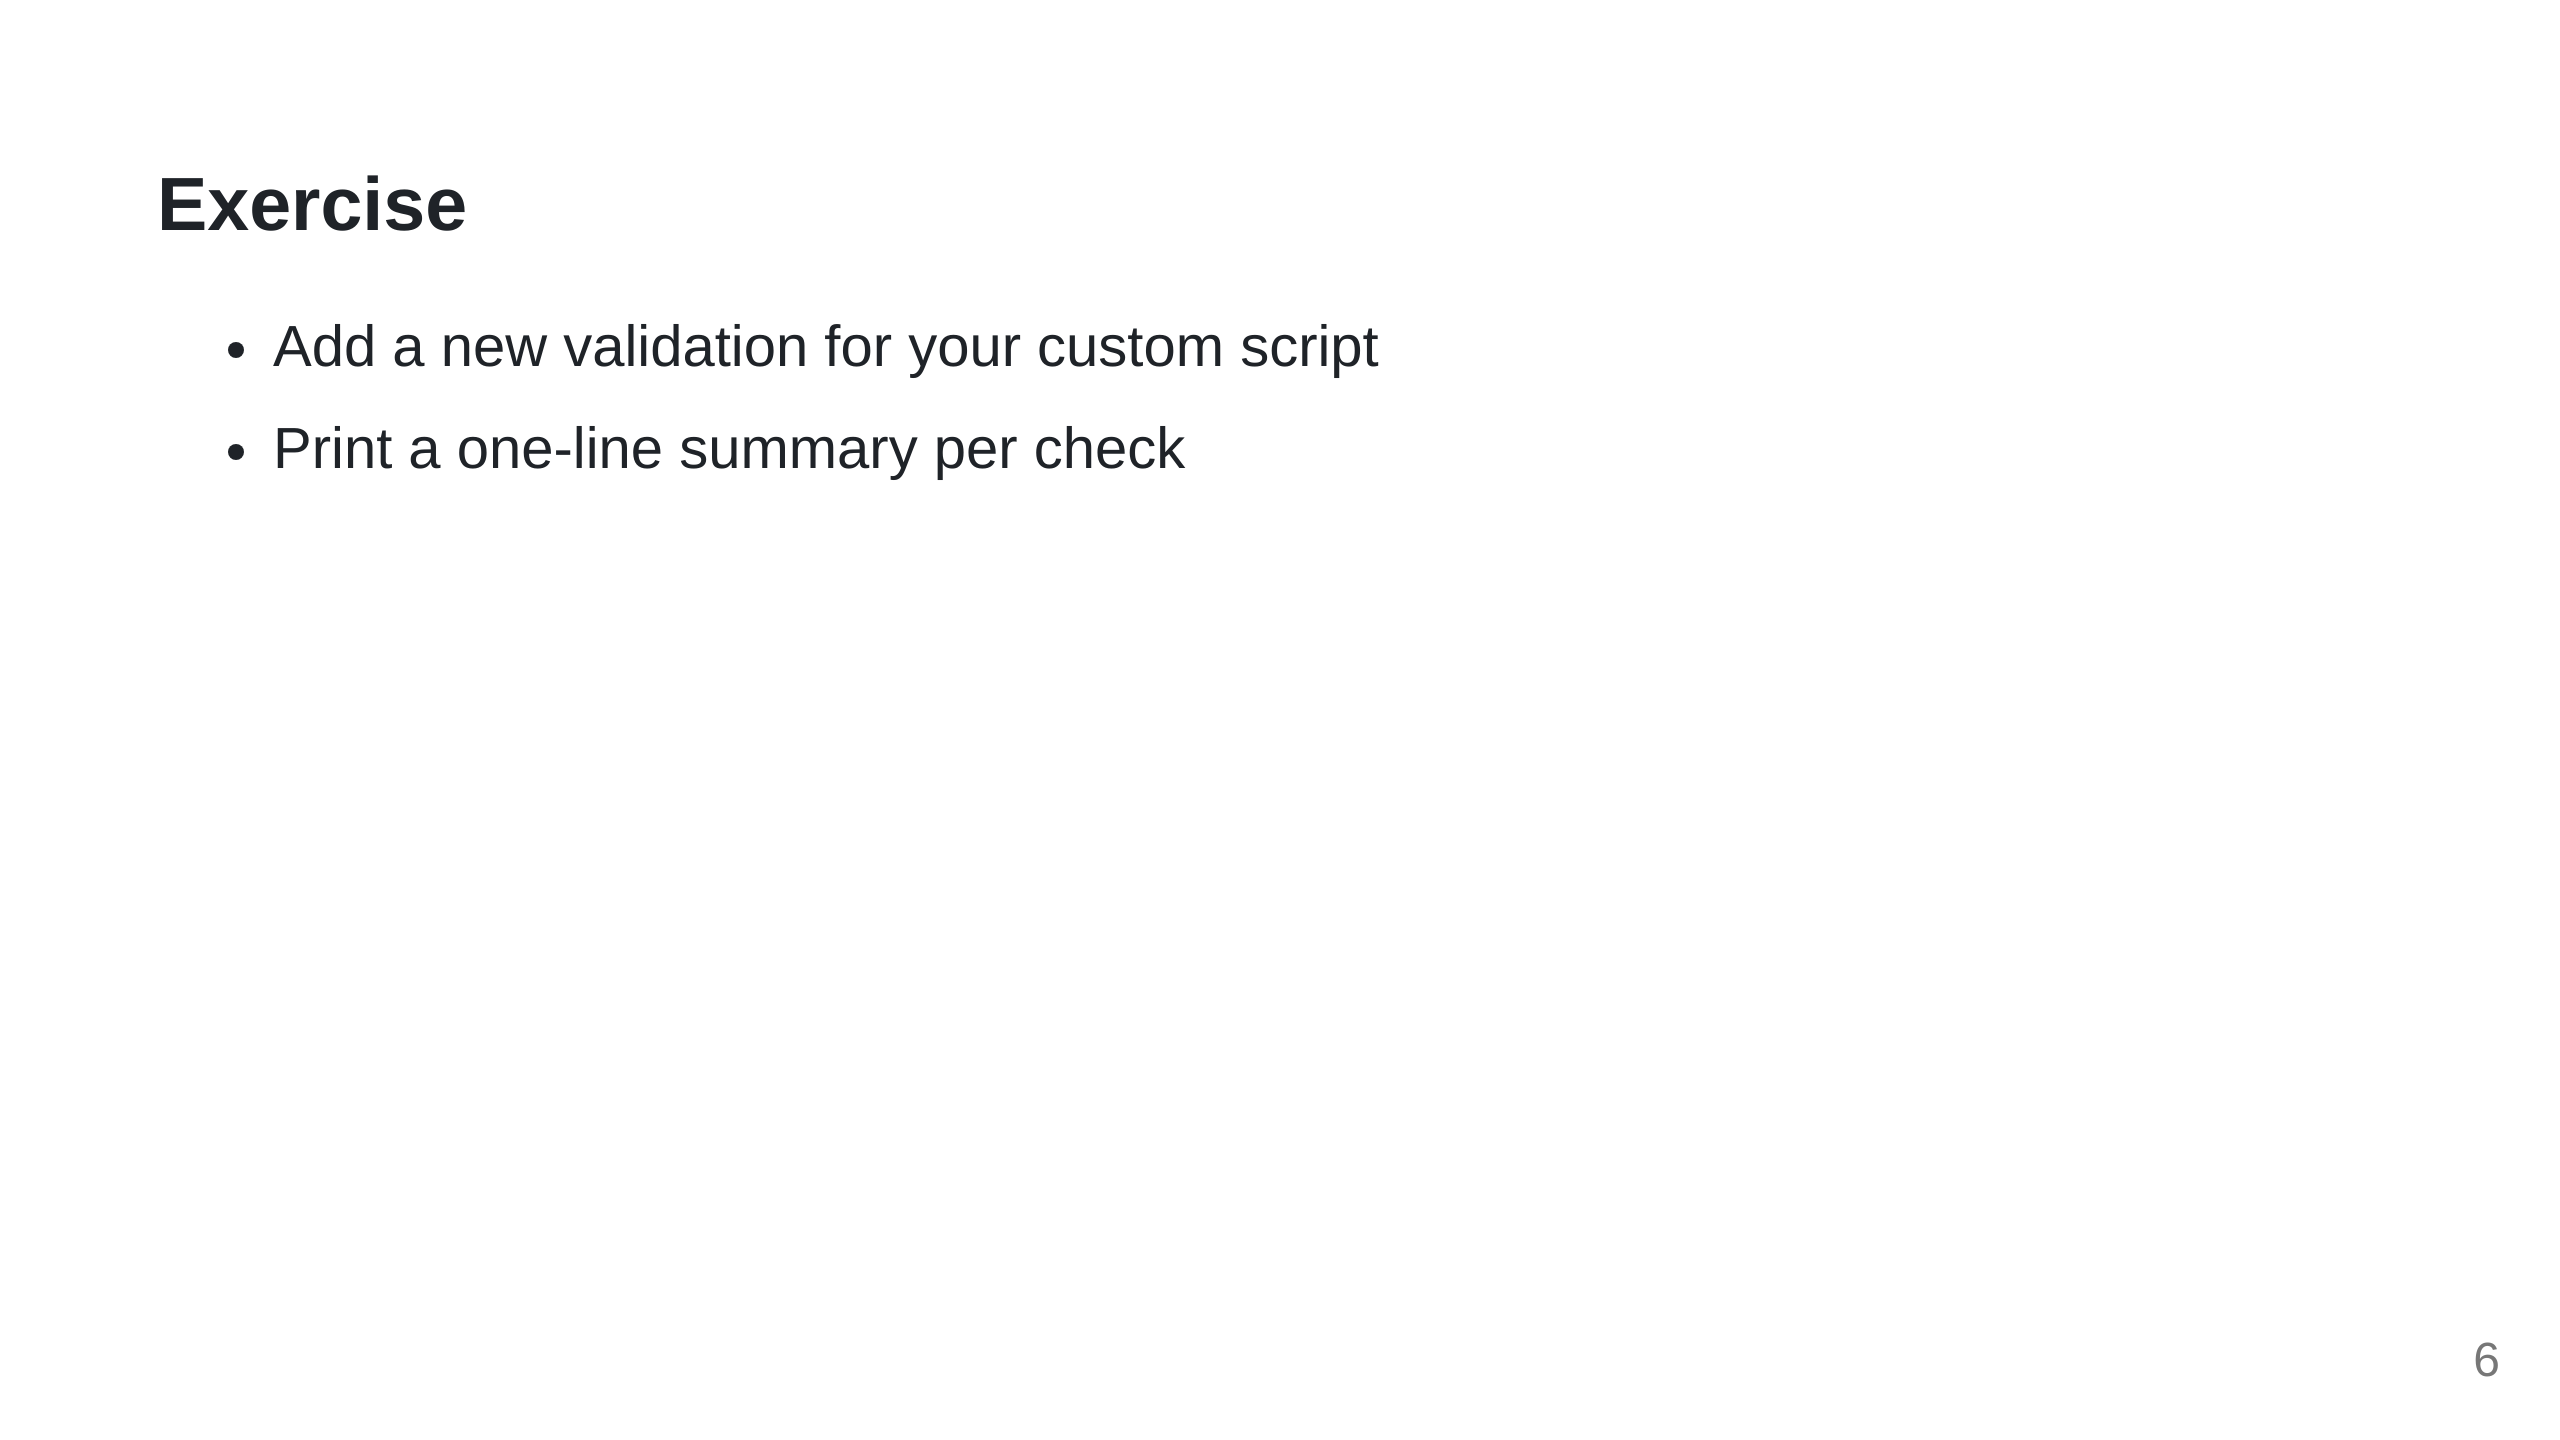 Exercise
• Add a new validation for your custom script
• Print a one-line summary per check
6